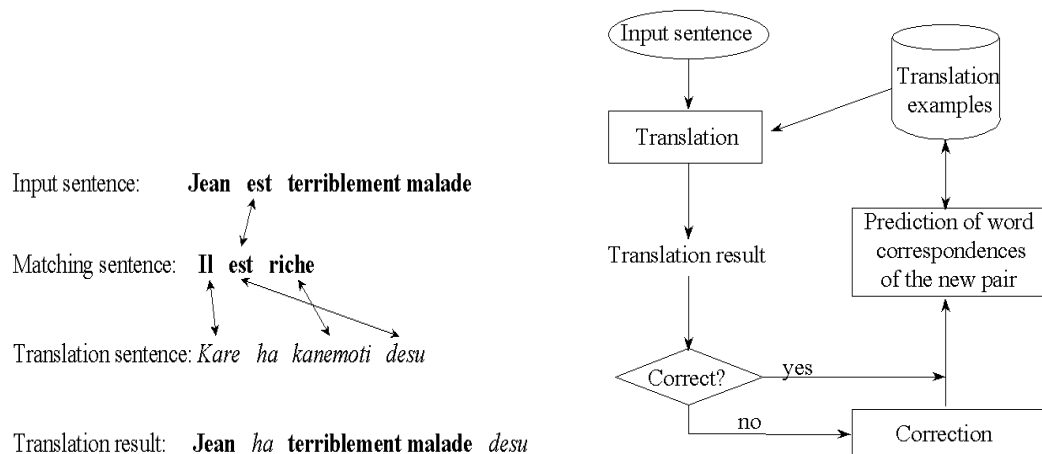 Input sentence: Jean est terriblement malade
Matching sentence: Il est riche
Translation sentence: Kare ha kanemoti desu
Translation result: Jean ha terriblement malade desu
Input sentence
Translation
examples
Translation
Translation result
Prediction of word
correspondences
of the new pair
Correct?
yes
no
Correction